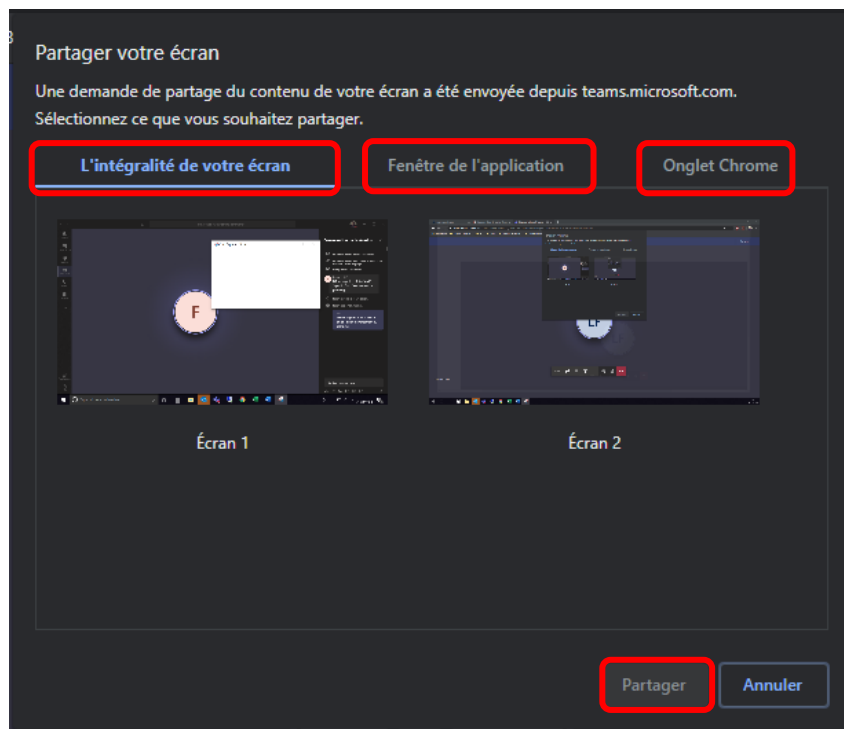 Partager votre écran
Une demande de partage du contenu de votre écran a été envoyée depuis teams.microsoft.com.
Sélectionnez ce que vous souhaitez partager.
L'intégralité de votre écran Fenêtre de l'application Onglet Chrome
F
LF
Écran 1 Écran 2
Partager Annuler